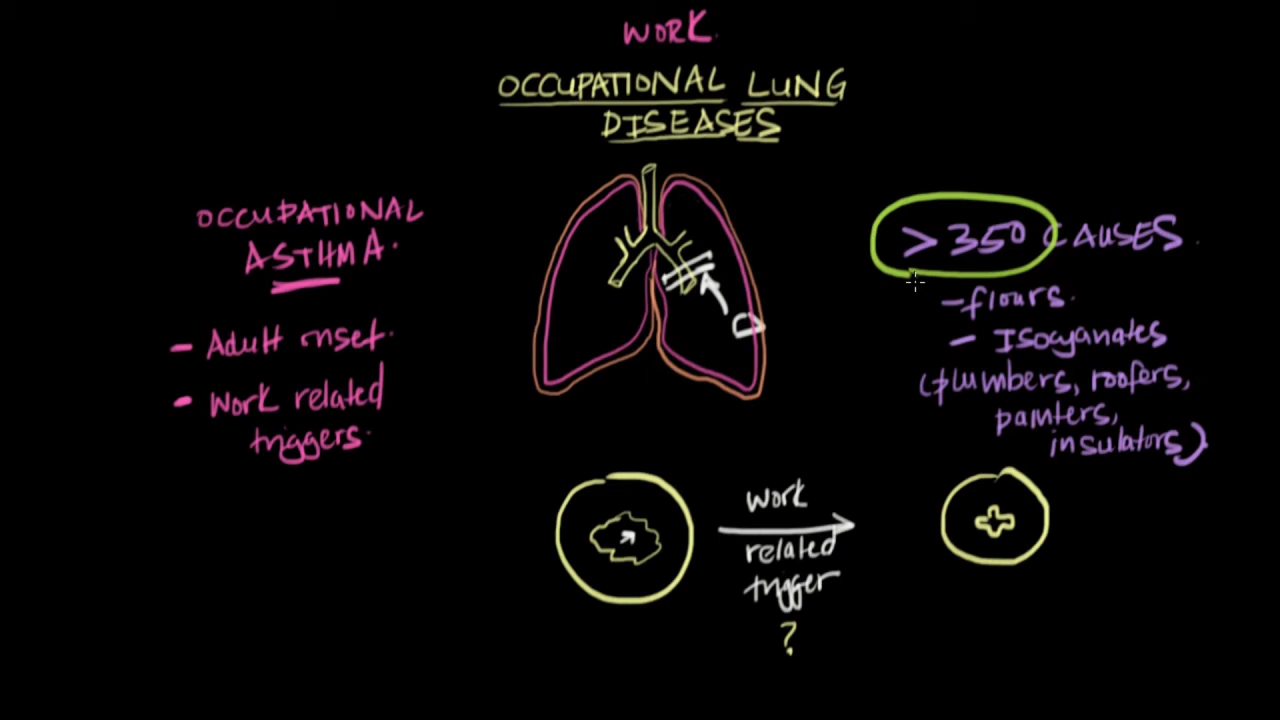 WORK.
OCCUPATIONAL LUNG
DISEASES
OCCUPATIONAL
ASTHMA.
- Adult onset.
- Work related
triggers.
> 350 CAUSES.
- flours.
- Isocyanates
(plumbers, roofers,
painters,
insulators)
work
related
trigger
?